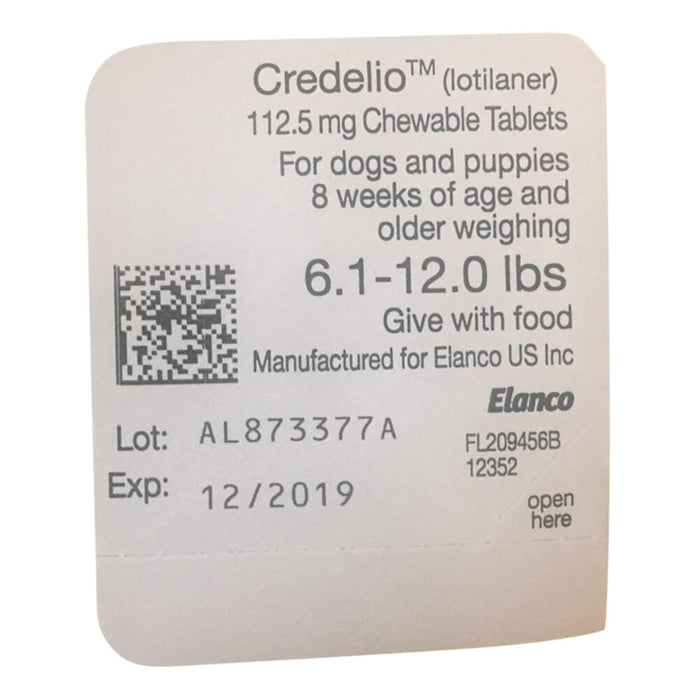 Credelio™ (lotilaner)
112.5 mg Chewable Tablets
For dogs and puppies
8 weeks of age and
older weighing
6.1-12.0 lbs
Give with food
Manufactured for Elanco US Inc
Elanco
Lot: AL873377A
FL209456B
12352
Exp: 12/2019
open
here